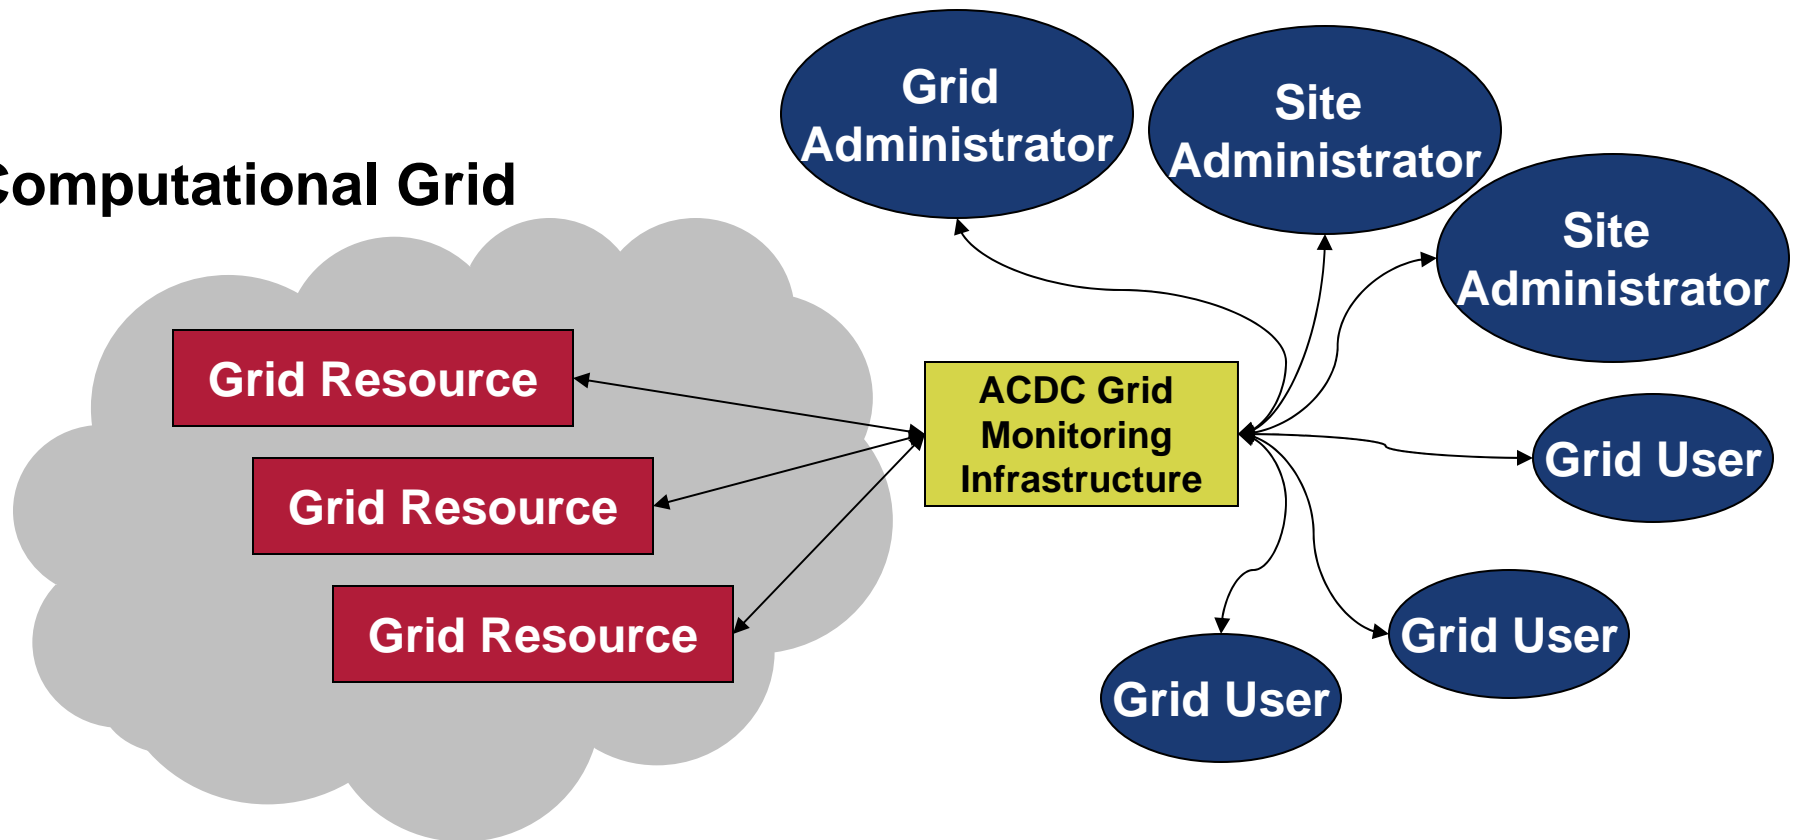 Grid
Administrator
Site
Administrator
Computational Grid
Site
Administrator
Grid Resource
ACDC Grid
Monitoring
Infrastructure
Grid User
Grid Resource
Grid Resource
Grid User
Grid User